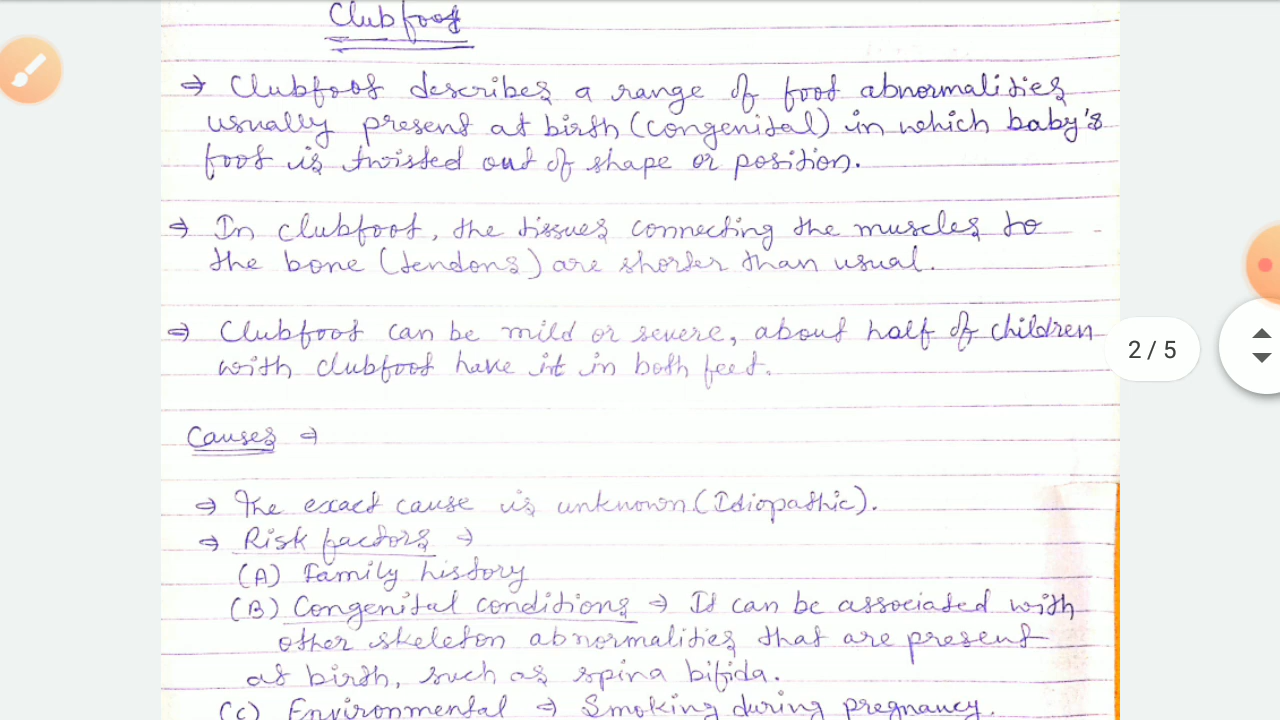 Clubfoot
⇒ Clubfoot describes a range of foot abnormalities
usually present at birth (congenital) in which baby's
foot is twisted out of shape or position.
⇒ In clubfoot, the tissues connecting the muscles to
the bone (tendons) are shorter than usual.
⇒ Clubfoot can be mild or severe, about half of children
with clubfoot have it in both feet.
2 / 5
Causes ⇒
⇒ The exact cause is unknown (Idiopathic).
⇒ Risk factors ⇒
(A) Family history
(B) Congenital conditions ⇒ It can be associated with
other skeleton abnormalities that are present
at birth, such as spina bifida.
(C) Environmental ⇒ Smoking during pregnancy.